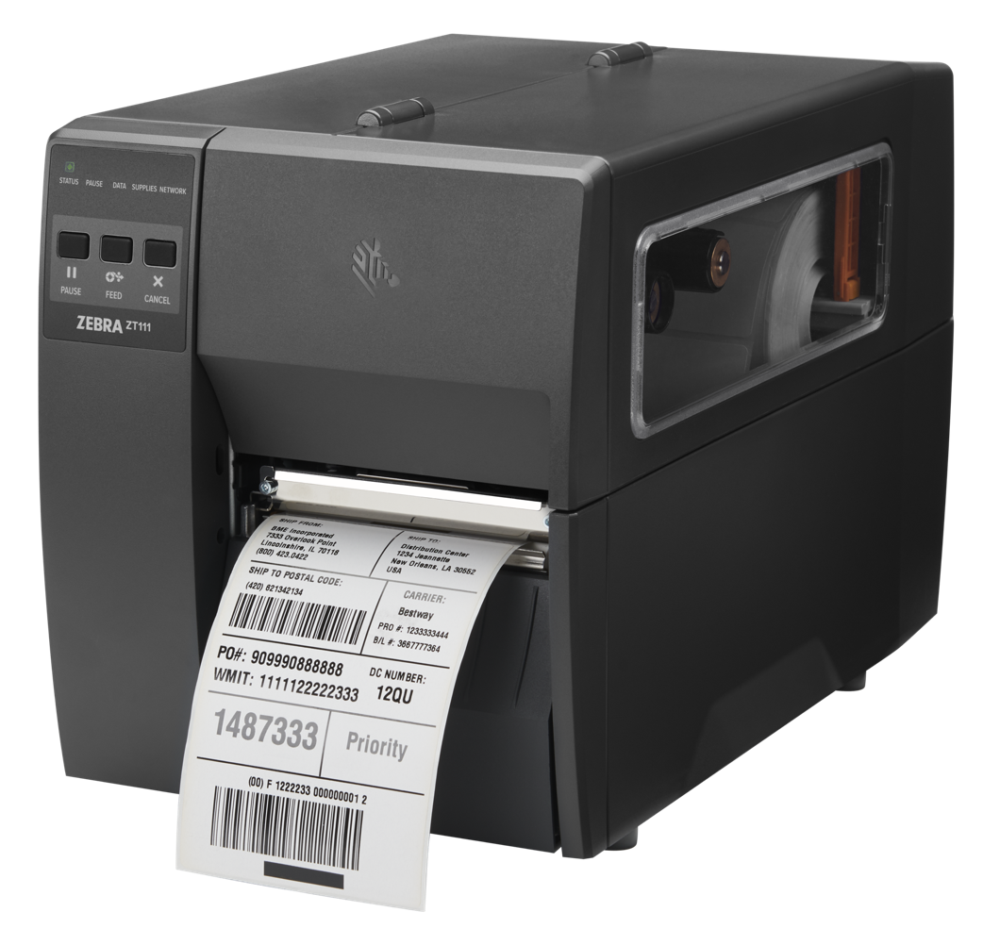 STATUS PAUSE DATA SUPPLIES NETWORK
PAUSE
FEED
CANCEL
ZEBRA ZT111
SHIP FROM:
BME Incorporated
7333 Overlook Point
Lincolnshire, IL 70116
(800) 423.0422
SHIP TO:
Distribution Center
1234 Jeannette
New Orleans, LA 30552
USA
SHIP TO POSTAL CODE:
(420) 621342134
CARRIER:
Bestway
PRO #: 1233333444
B/L #: 3667777364
PO#: 909990888888
WMIT: 1111122222333
DC NUMBER:
12QU
1487333
Priority
(00) F 1222233 000000001 2